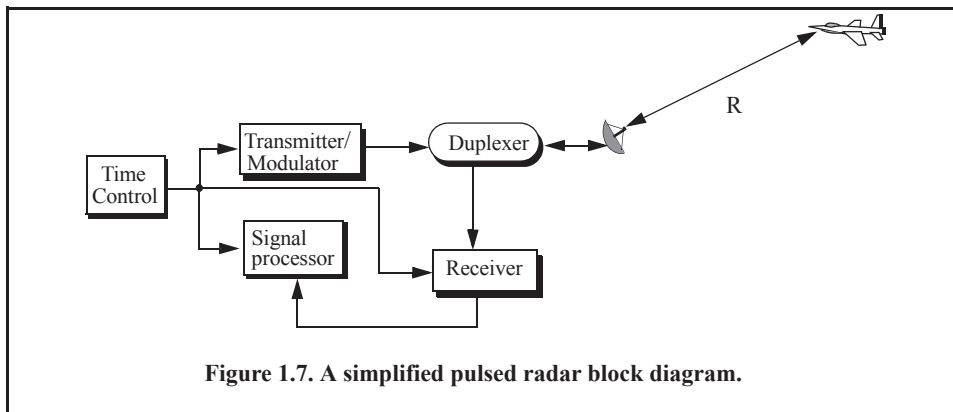 R
Transmitter/
Modulator
Duplexer
Time
Control
Signal
processor
Receiver
Figure 1.7. A simplified pulsed radar block diagram.